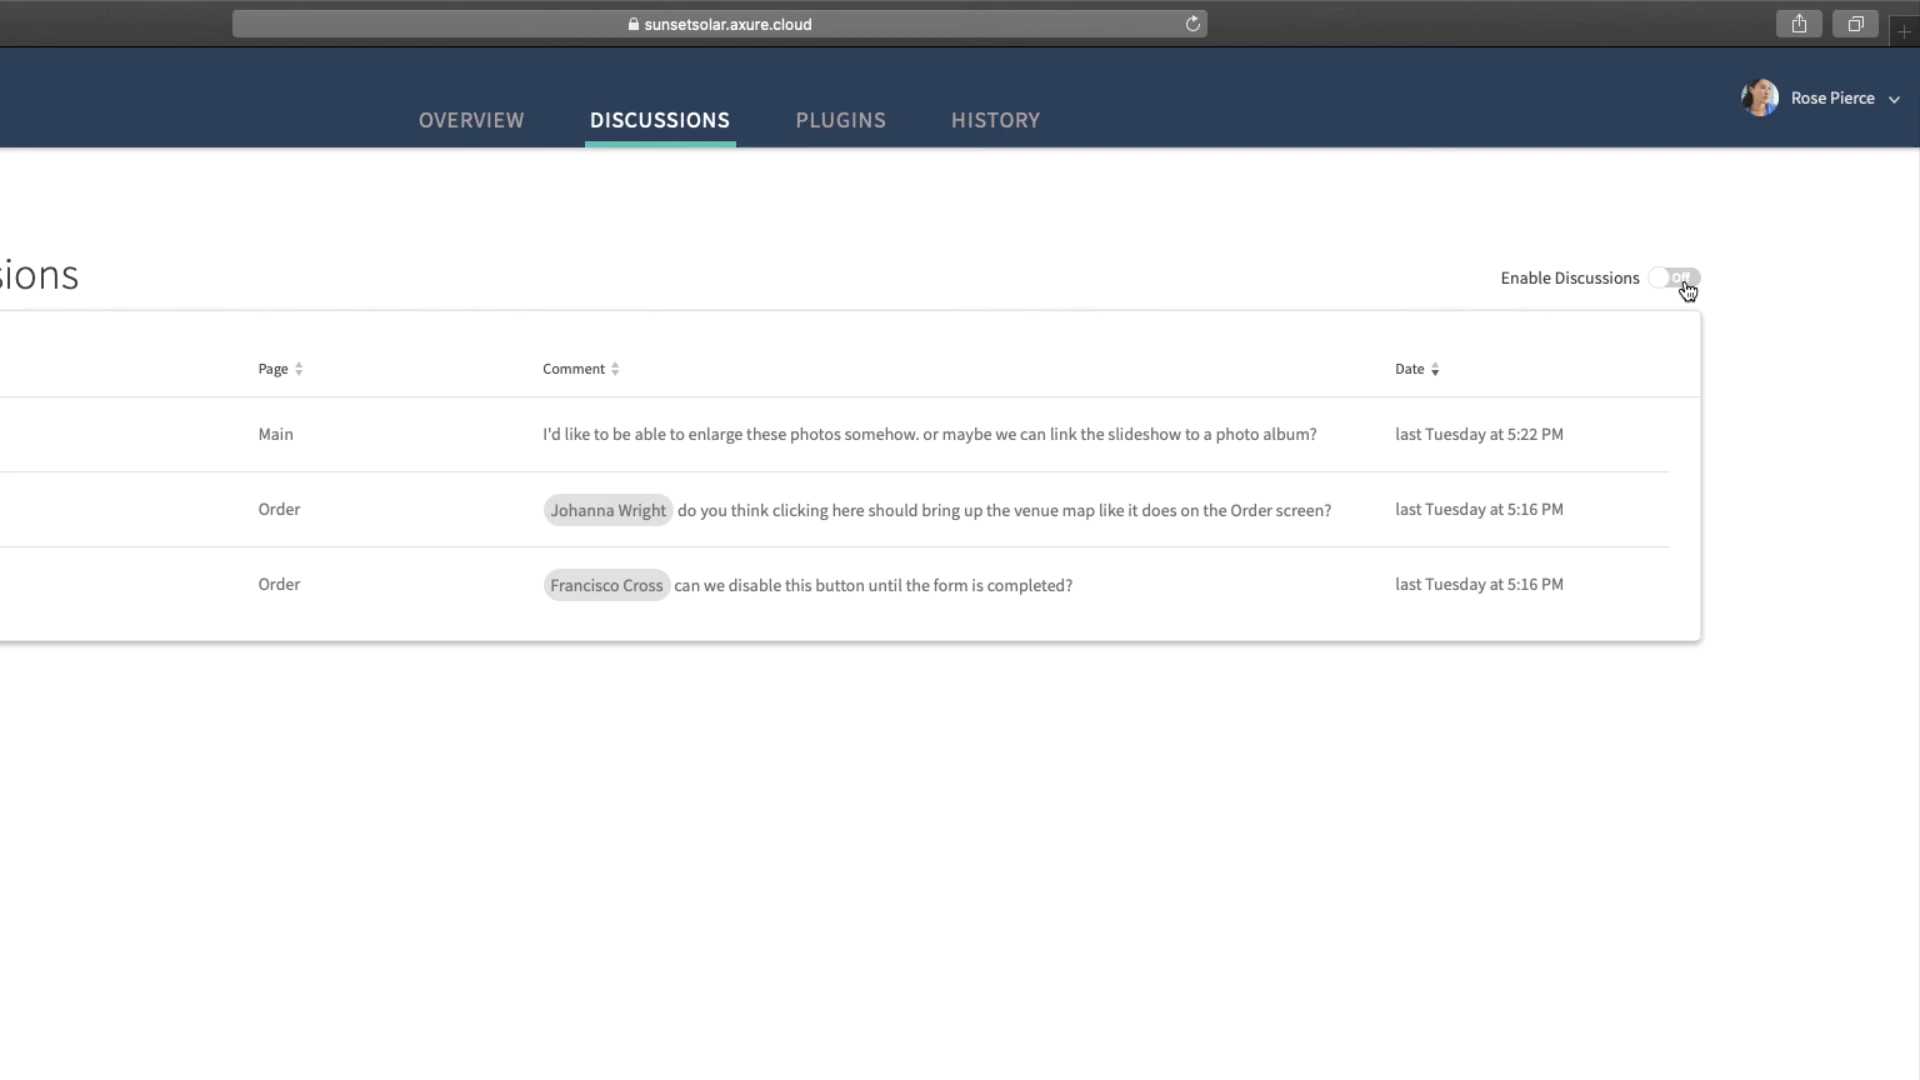 sunsetsolar.axure.cloud
OVERVIEW DISCUSSIONS PLUGINS HISTORY
Rose Pierce
sions
Enable Discussions Off
Page Comment Date
Main I'd like to be able to enlarge these photos somehow. or maybe we can link the slideshow to a photo album? last Tuesday at 5:22 PM
Order Johanna Wright do you think clicking here should bring up the venue map like it does on the Order screen? last Tuesday at 5:16 PM
Order Francisco Cross can we disable this button until the form is completed? last Tuesday at 5:16 PM